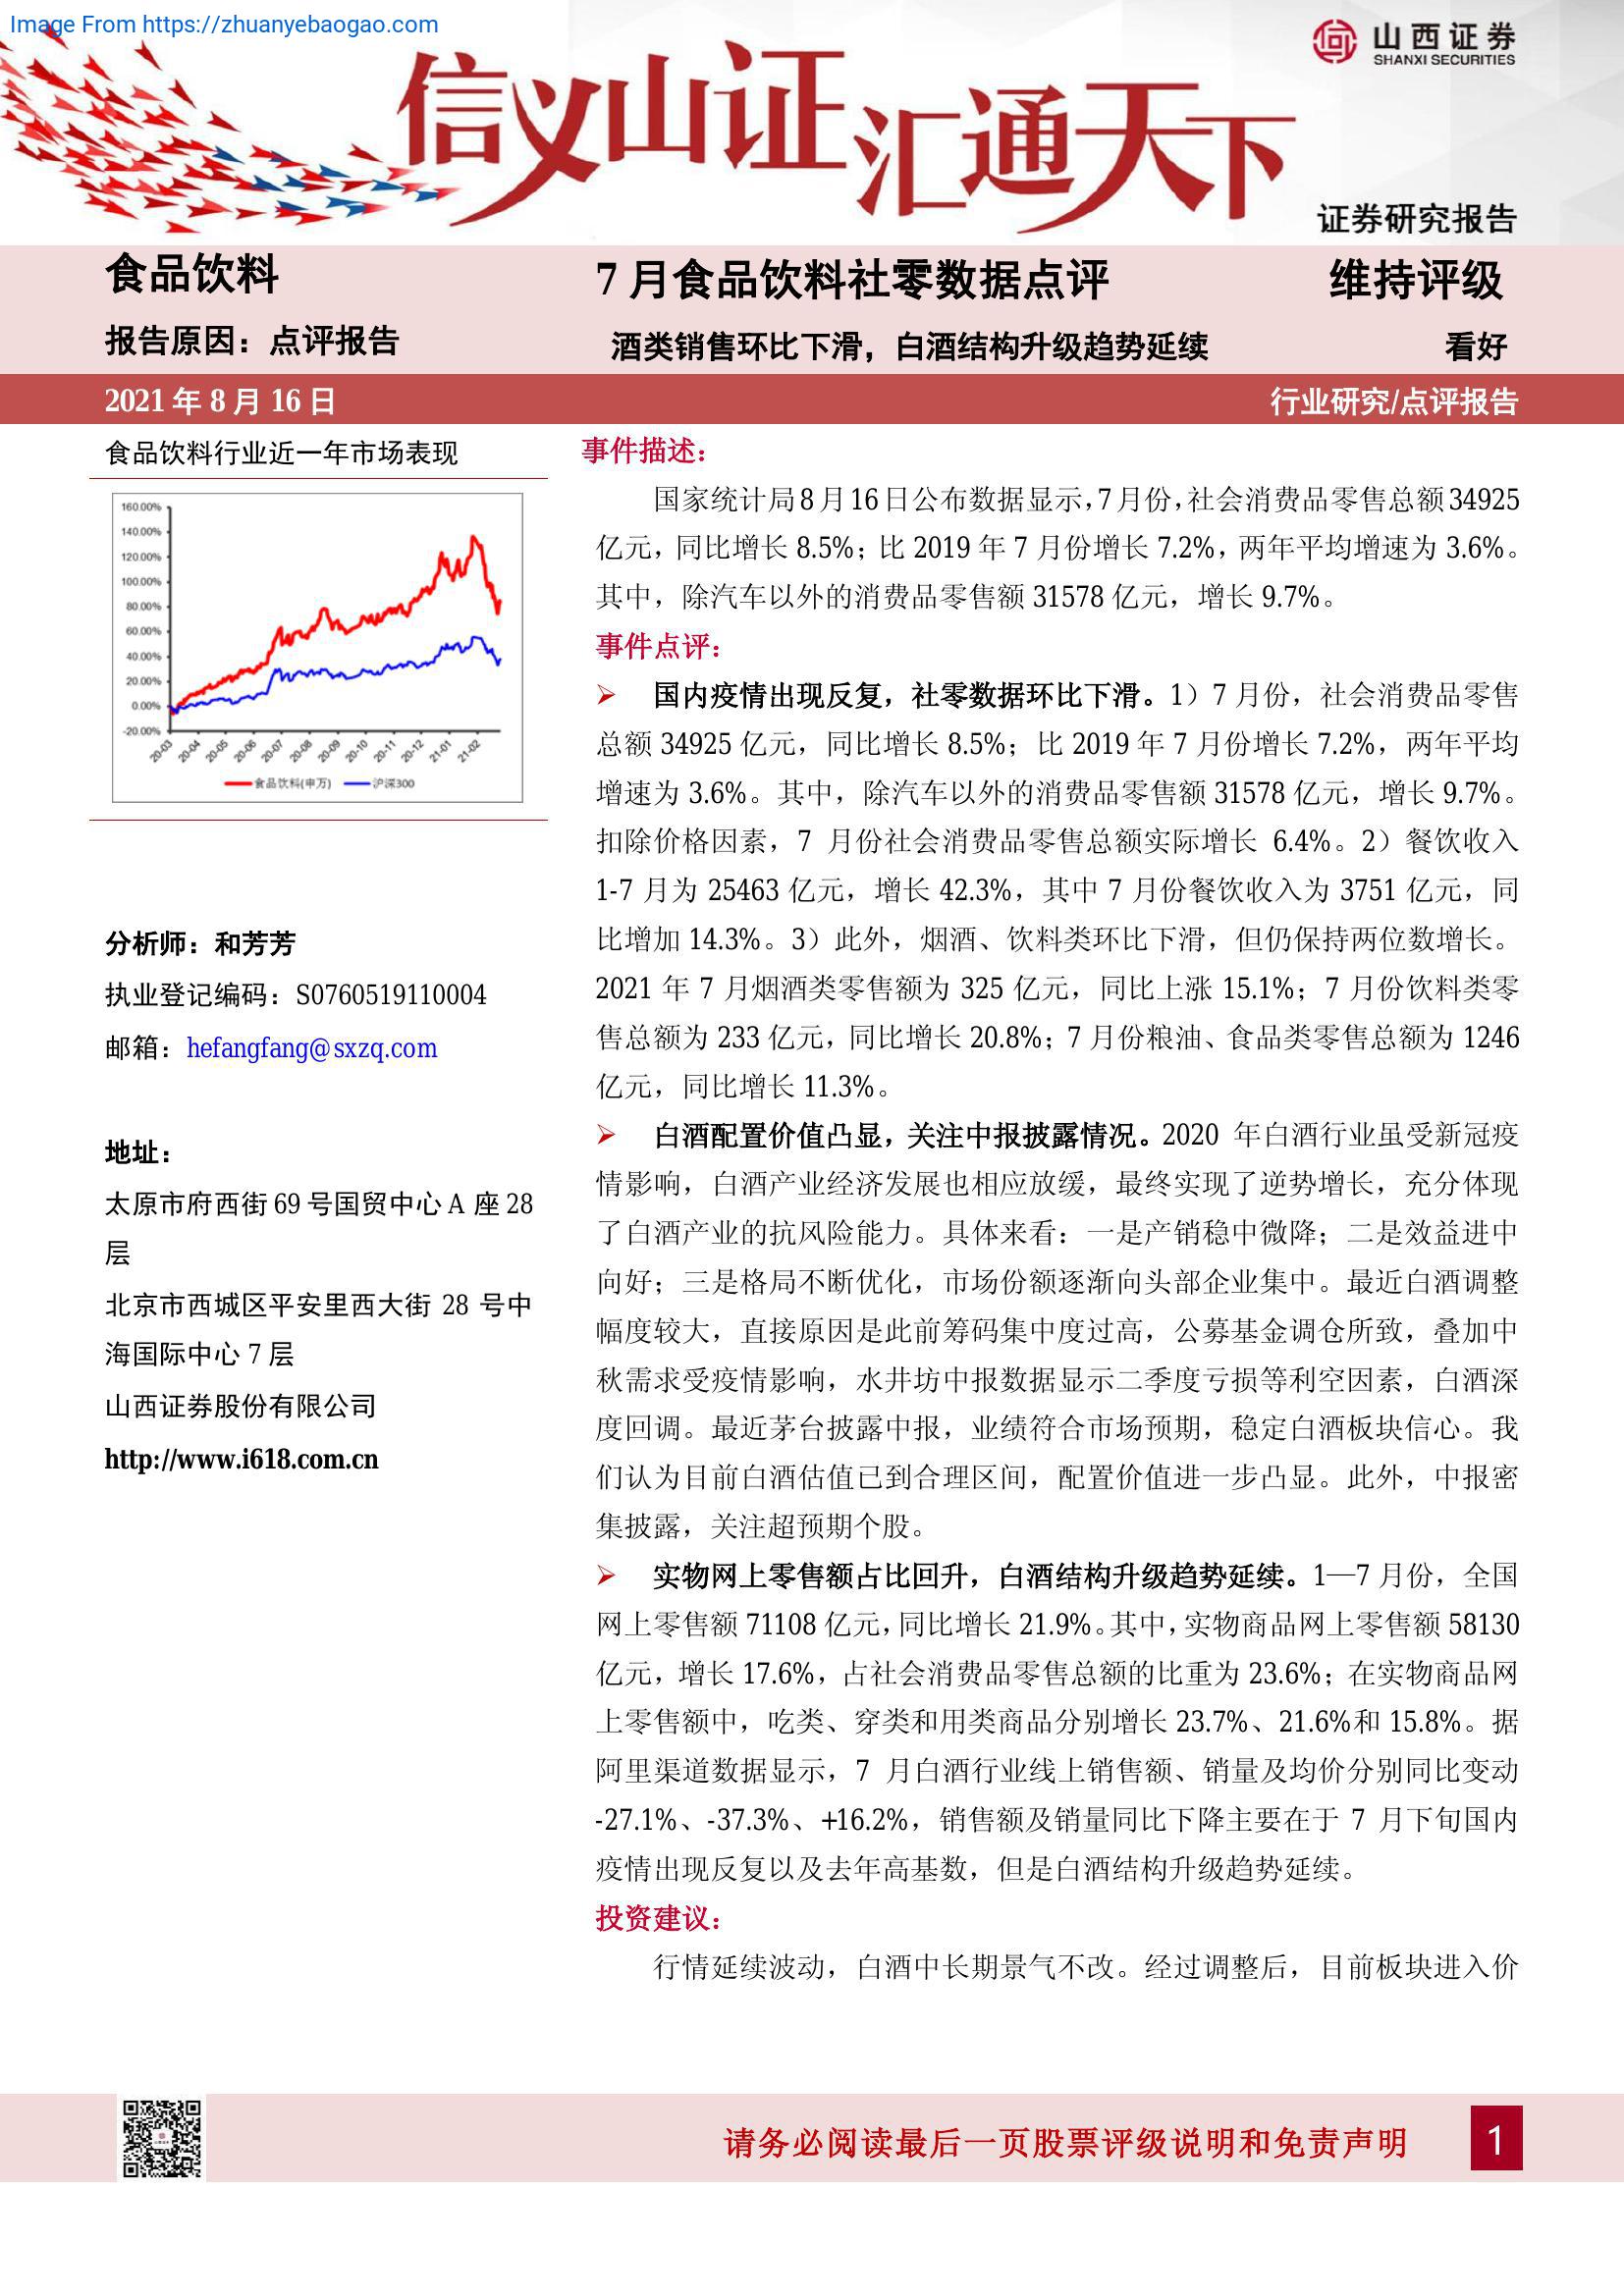 Image From https://zhuanyebaogao.com
山西证券
SHANXI SECURITIES
信义山证汇通天下
证券研究报告
食品饮料
报告原因：点评报告
7 月食品饮料社零数据点评
维持评级
酒类销售环比下滑，白酒结构升级趋势延续
看好
2021 年 8 月 16 日
行业研究/点评报告
食品饮料行业近一年市场表现
160.00%
140.00%
120.00%
100.00%
80.00%
60.00%
40.00%
20.00%
0.00%
-20.00%
20-03 20-04 20-05 20-06 20-07 20-08 20-09 20-10 20-11 20-12 21-01 21-02
食品饮料(申万) 沪深300
分析师：和芳芳
执业登记编码：S0760519110004
邮箱：hefangfang@sxzq.com
地址：
太原市府西街 69 号国贸中心 A 座 28
层
北京市西城区平安里西大街 28 号中
海国际中心 7 层
山西证券股份有限公司
http://www.i618.com.cn
事件描述：
国家统计局 8 月 16 日公布数据显示，7 月份，社会消费品零售总额 34925
亿元，同比增长 8.5%；比 2019 年 7 月份增长 7.2%，两年平均增速为 3.6%。
其中，除汽车以外的消费品零售额 31578 亿元，增长 9.7%。
事件点评：
➢ 国内疫情出现反复，社零数据环比下滑。1）7 月份，社会消费品零售
总额 34925 亿元，同比增长 8.5%；比 2019 年 7 月份增长 7.2%，两年平均
增速为 3.6%。其中，除汽车以外的消费品零售额 31578 亿元，增长 9.7%。
扣除价格因素，7 月份社会消费品零售总额实际增长 6.4%。2）餐饮收入
1-7 月为 25463 亿元，增长 42.3%，其中 7 月份餐饮收入为 3751 亿元，同
比增加 14.3%。3）此外，烟酒、饮料类环比下滑，但仍保持两位数增长。
2021 年 7 月烟酒类零售额为 325 亿元，同比上涨 15.1%；7 月份饮料类零
售总额为 233 亿元，同比增长 20.8%；7 月份粮油、食品类零售总额为 1246
亿元，同比增长 11.3%。
➢ 白酒配置价值凸显，关注中报披露情况。2020 年白酒行业虽受新冠疫
情影响，白酒产业经济发展也相应放缓，最终实现了逆势增长，充分体现
了白酒产业的抗风险能力。具体来看：一是产销稳中微降；二是效益进中
向好；三是格局不断优化，市场份额逐渐向头部企业集中。最近白酒调整
幅度较大，直接原因是此前筹码集中度过高，公募基金调仓所致，叠加中
秋需求受疫情影响，水井坊中报数据显示二季度亏损等利空因素，白酒深
度回调。最近茅台披露中报，业绩符合市场预期，稳定白酒板块信心。我
们认为目前白酒估值已到合理区间，配置价值进一步凸显。此外，中报密
集披露，关注超预期个股。
➢ 实物网上零售额占比回升，白酒结构升级趋势延续。1—7 月份，全国
网上零售额 71108 亿元，同比增长 21.9%。其中，实物商品网上零售额 58130
亿元，增长 17.6%，占社会消费品零售总额的比重为 23.6%；在实物商品网
上零售额中，吃类、穿类和用类商品分别增长 23.7%、21.6%和 15.8%。据
阿里渠道数据显示，7 月白酒行业线上销售额、销量及均价分别同比变动
-27.1%、-37.3%、+16.2%，销售额及销量同比下降主要在于 7 月下旬国内
疫情出现反复以及去年高基数，但是白酒结构升级趋势延续。
投资建议：
行情延续波动，白酒中长期景气不改。经过调整后，目前板块进入价
请务必阅读最后一页股票评级说明和免责声明
1